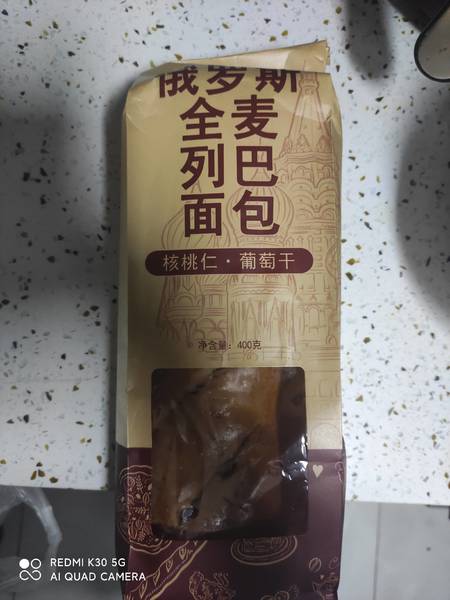 俄罗斯
全麦
列巴
面包
核桃仁·葡萄干
净含量：400克
REDMI K30 5G
AI QUAD CAMERA